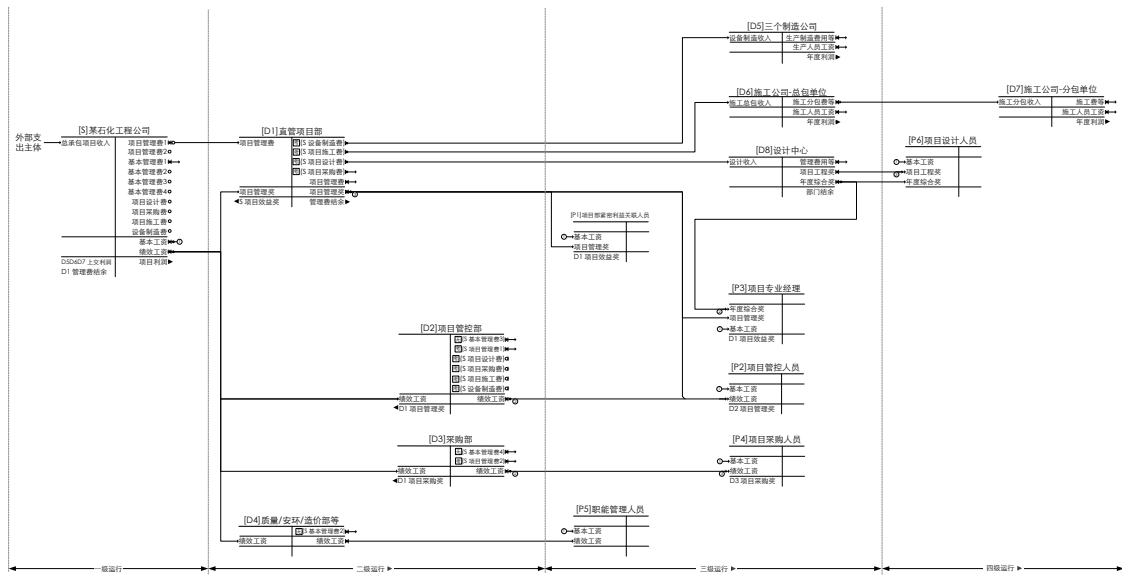 外部支
出主体
[S]某石化工程公司
总承包项目收入
项目管理费1
项目管理费2
基本管理费1
基本管理费2
基本管理费3
基本管理费4
项目设计费
项目采购费
项目施工费
设备制造费
基本工资
绩效工资
D5D6D7 上交利润
项目利润
D1 管理费结余
[D1]直管项目部
项目管理费
[S 设备制造费]
[S 项目施工费]
[S 项目设计费]
[S 项目采购费]
项目管理费
项目管理奖
项目管理奖
S 项目效益奖
管理费结余
[D2]项目管控部
[S 基本管理费3]
[S 项目管理费1]
[S 项目设计费]
[S 项目采购费]
[S 项目施工费]
[S 设备制造费]
绩效工资
绩效工资
D1 项目管理奖
[D3]采购部
[S 基本管理费4]
[S 项目管理费2]
绩效工资
绩效工资
D1 项目采购奖
[D4]质量/安环/造价部等
[S 基本管理费2]
绩效工资
绩效工资
[D5]三个制造公司
设备制造收入
生产制造费用等
生产人员工资
年度利润
[D6]施工公司-总包单位
施工总包收入
施工分包费等
施工人员工资
年度利润
[D8]设计中心
设计收入
管理费用等
项目工程奖
年度综合奖
部门结余
[P1]项目部紧密利益关联人员
基本工资
项目管理奖
D1 项目效益奖
[P3]项目专业经理
年度综合奖
项目管理奖
基本工资
D1 项目效益奖
[P2]项目管控人员
基本工资
绩效工资
D2 项目管理奖
[P4]项目采购人员
基本工资
绩效工资
D3 项目采购奖
[P5]职能管理人员
基本工资
绩效工资
[D7]施工公司-分包单位
施工分包收入
施工费等
施工人员工资
年度利润
[P6]项目设计人员
基本工资
项目工程奖
年度综合奖
一级运行
二级运行
三级运行
四级运行